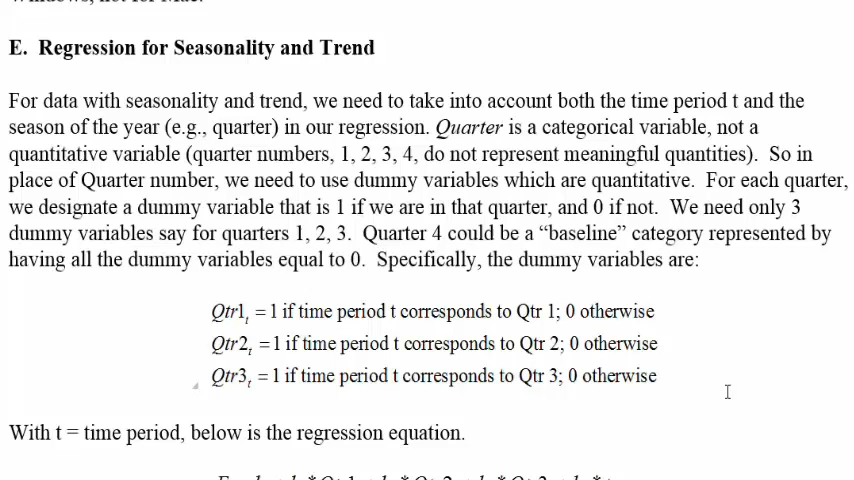 E. Regression for Seasonality and Trend
For data with seasonality and trend, we need to take into account both the time period t and the
season of the year (e.g., quarter) in our regression. Quarter is a categorical variable, not a
quantitative variable (quarter numbers, 1, 2, 3, 4, do not represent meaningful quantities). So in
place of Quarter number, we need to use dummy variables which are quantitative. For each quarter,
we designate a dummy variable that is 1 if we are in that quarter, and 0 if not. We need only 3
dummy variables say for quarters 1, 2, 3. Quarter 4 could be a “baseline” category represented by
having all the dummy variables equal to 0. Specifically, the dummy variables are:
Qtr1t = 1 if time period t corresponds to Qtr 1; 0 otherwise
Qtr2t = 1 if time period t corresponds to Qtr 2; 0 otherwise
Qtr3t = 1 if time period t corresponds to Qtr 3; 0 otherwise
With t = time period, below is the regression equation.